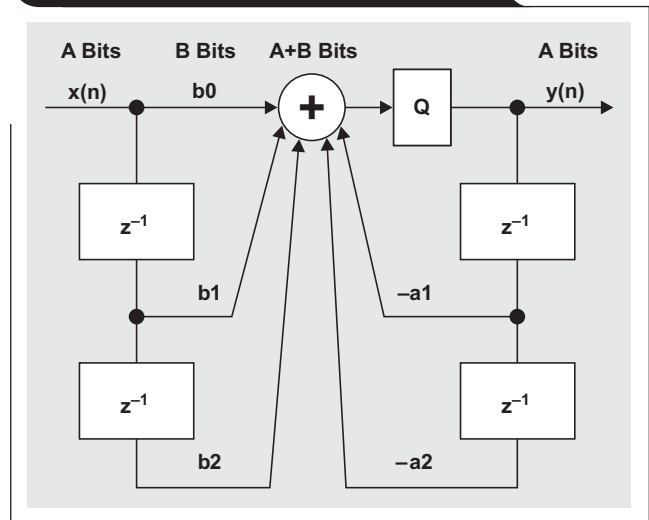 A Bits B Bits A+B Bits A Bits
x(n) b0 + Q y(n)
z–1 z–1
b1 –a1
z–1 z–1
b2 –a2